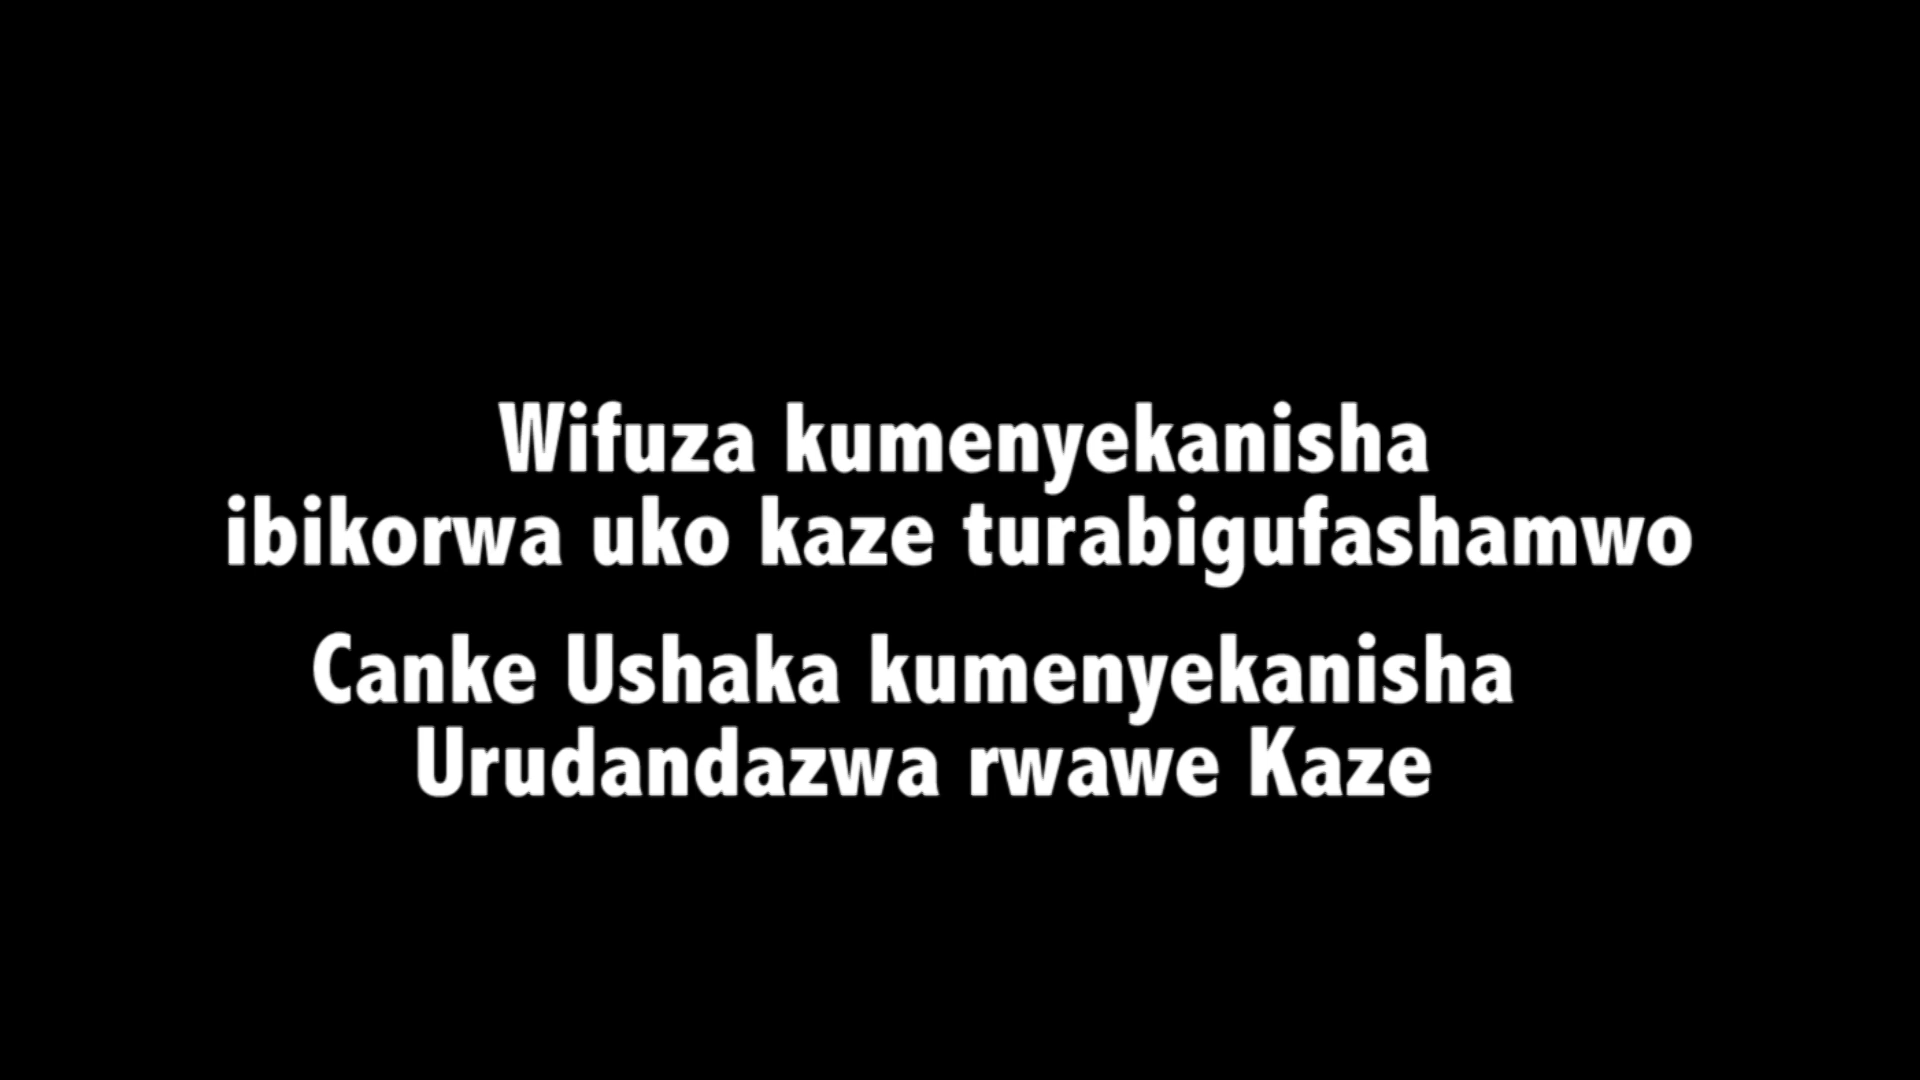 Wifuza kumenyekanisha
ibikorwa uko kaze turabigufashamwo
Canke Ushaka kumenyekanisha
Urudandazwa rwawe Kaze